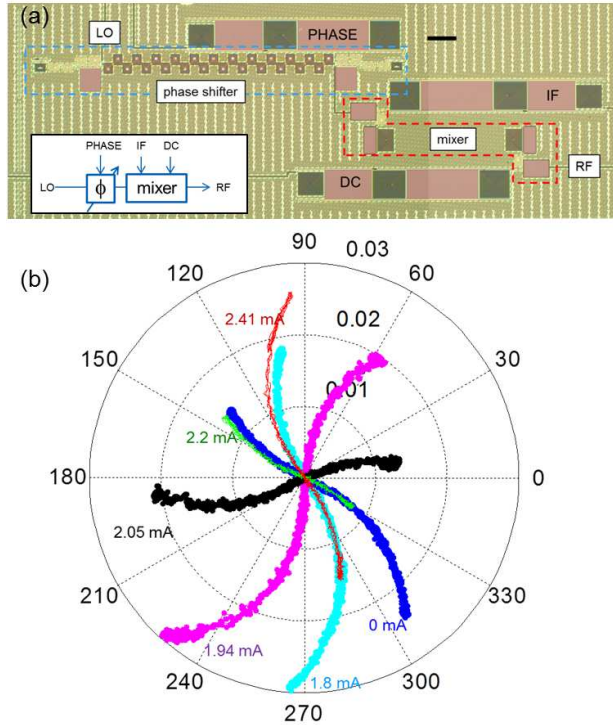 (a)
LO
PHASE
phase shifter
IF
mixer
RF
DC
PHASE IF DC
LO ϕ mixer RF
(b)
90
120 0.03 60
2.41 mA
0.02
150 0.01 30
2.2 mA
180 0
2.05 mA
210 330
0 mA
1.94 mA
240 1.8 mA 300
270